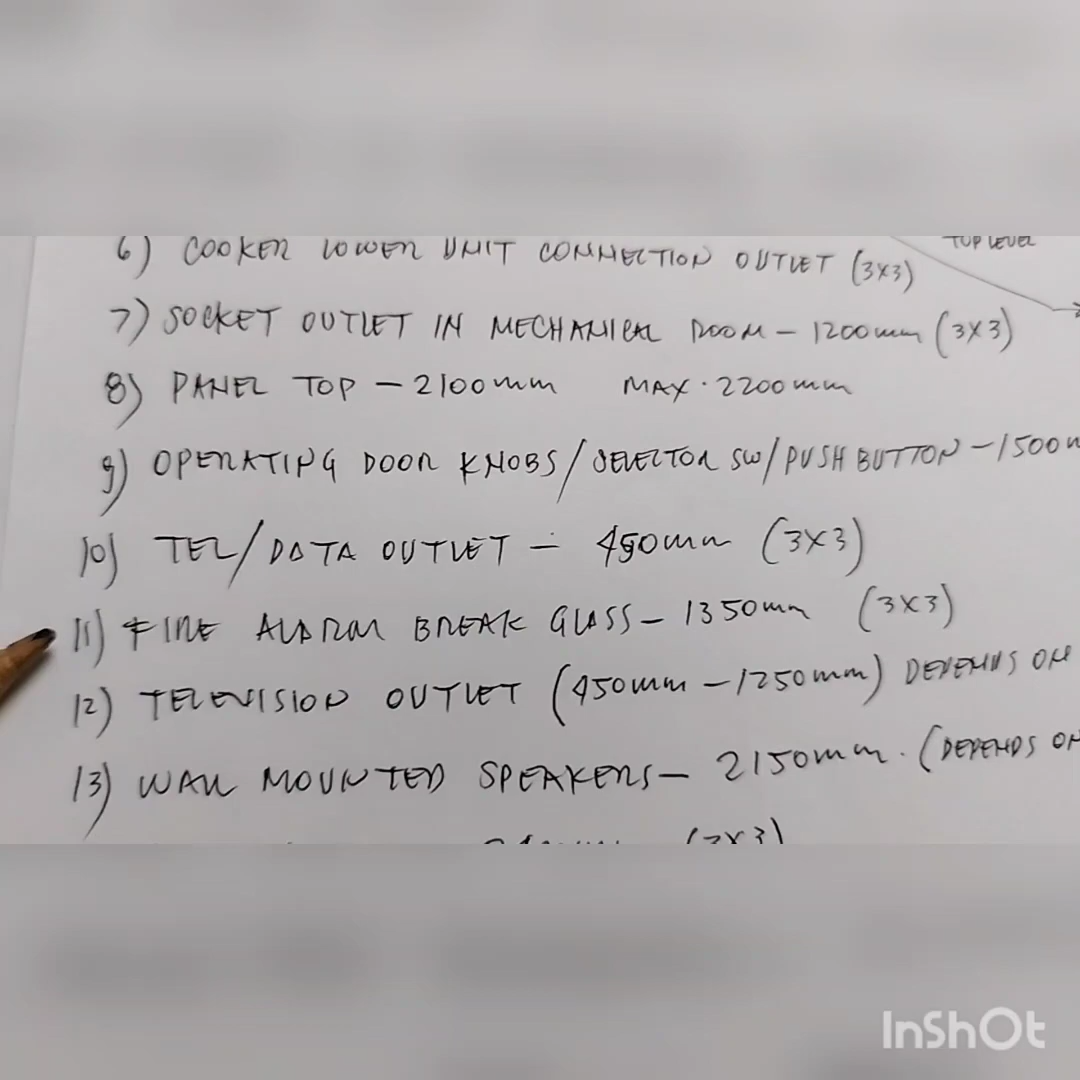 TOP LEVEL
6) COOKER LOWER UNIT CONNECTION OUTLET (3X3)
7) SOCKET OUTLET IN MECHANICAL ROOM – 1200mm (3X3)
8) PANEL TOP – 2100mm MAX. 2200mm
9) OPERATING DOOR KNOBS/SELECTOR SW/PUSH BUTTON – 1500m
10) TEL/DATA OUTLET – 450mm (3X3)
11) FIRE ALARM BREAK GLASS – 1350mm (3X3)
12) TELEVISION OUTLET (450mm – 1250mm) DEPENDS ON
13) WALL MOUNTED SPEAKERS – 2150mm. (DEPENDS ON
(3X3)
InShOt